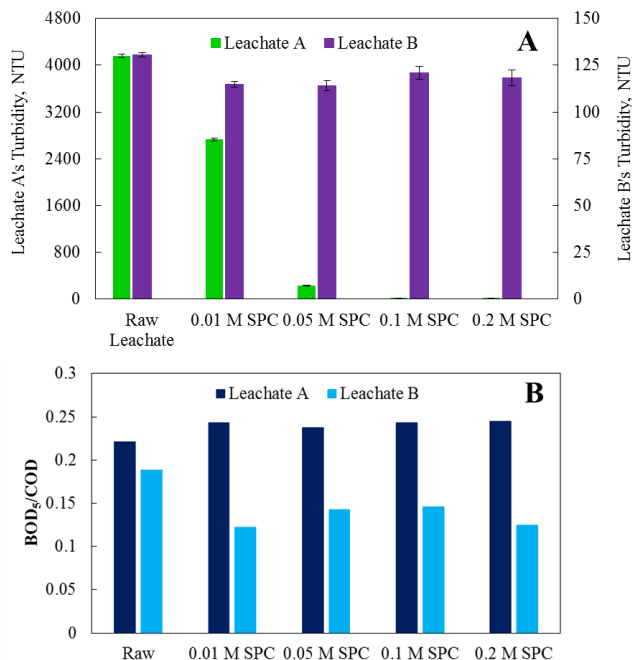 4800
4000
3200
2400
1600
800
0
Leachate A's Turbidity, NTU
Leachate A
Leachate B
A
150
125
100
75
50
25
0
Leachate B's Turbidity, NTU
Raw
Leachate
0.01 M SPC
0.05 M SPC
0.1 M SPC
0.2 M SPC
0.3
0.25
0.2
0.15
0.1
0.05
0
BOD₅/COD
Leachate A
Leachate B
B
Raw
0.01 M SPC
0.05 M SPC
0.1 M SPC
0.2 M SPC